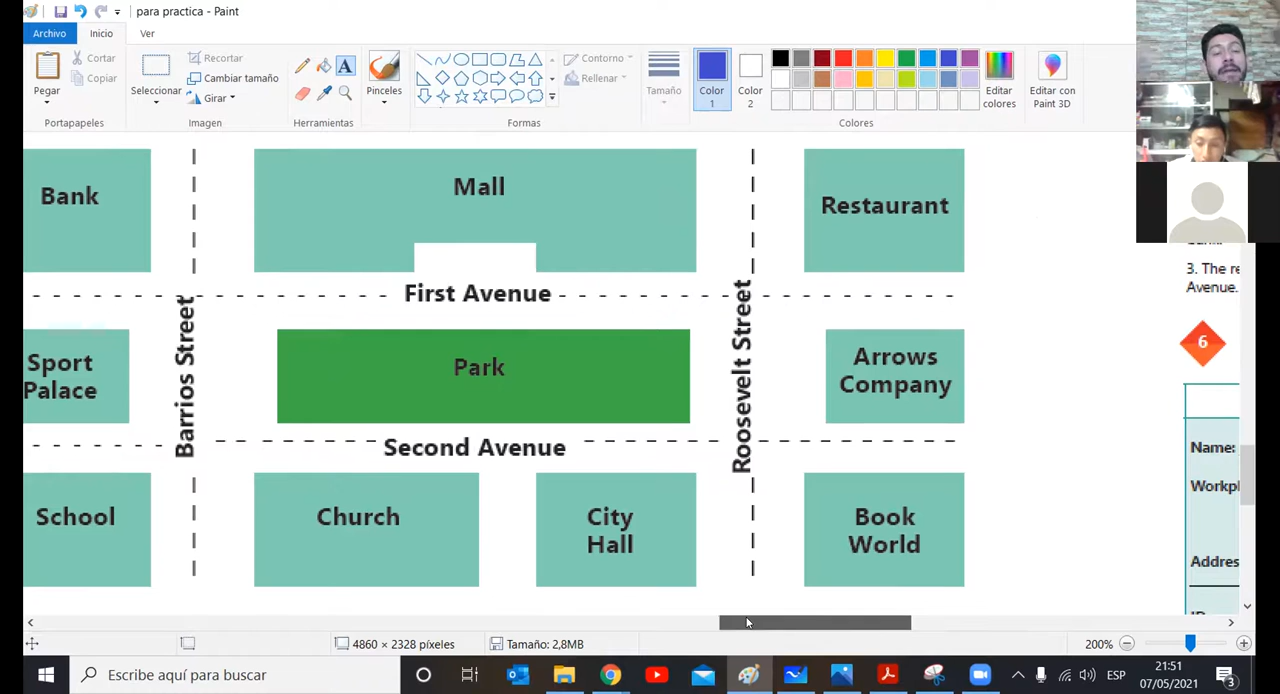 para practica - Paint
Archivo
Inicio
Ver
Pegar
Cortar
Copiar
Portapapeles
Seleccionar
Recortar
Cambiar tamaño
Girar
Imagen
A
Herramientas
Pinceles
Contorno
Rellenar
Formas
Tamaño
Color 1
Color 2
Editar colores
Editar con Paint 3D
Colores
Bank
Mall
Restaurant
First Avenue
Barrios Street
Roosevelt Street
Sport
Palace
Park
Arrows
Company
Second Avenue
School
Church
City
Hall
Book
World
3. The re
Avenue.
6
Name:
Workpl
Addres
4860 × 2328 píxeles
Tamaño: 2,8MB
200%
Escribe aquí para buscar
ESP
21:51
07/05/2021
3